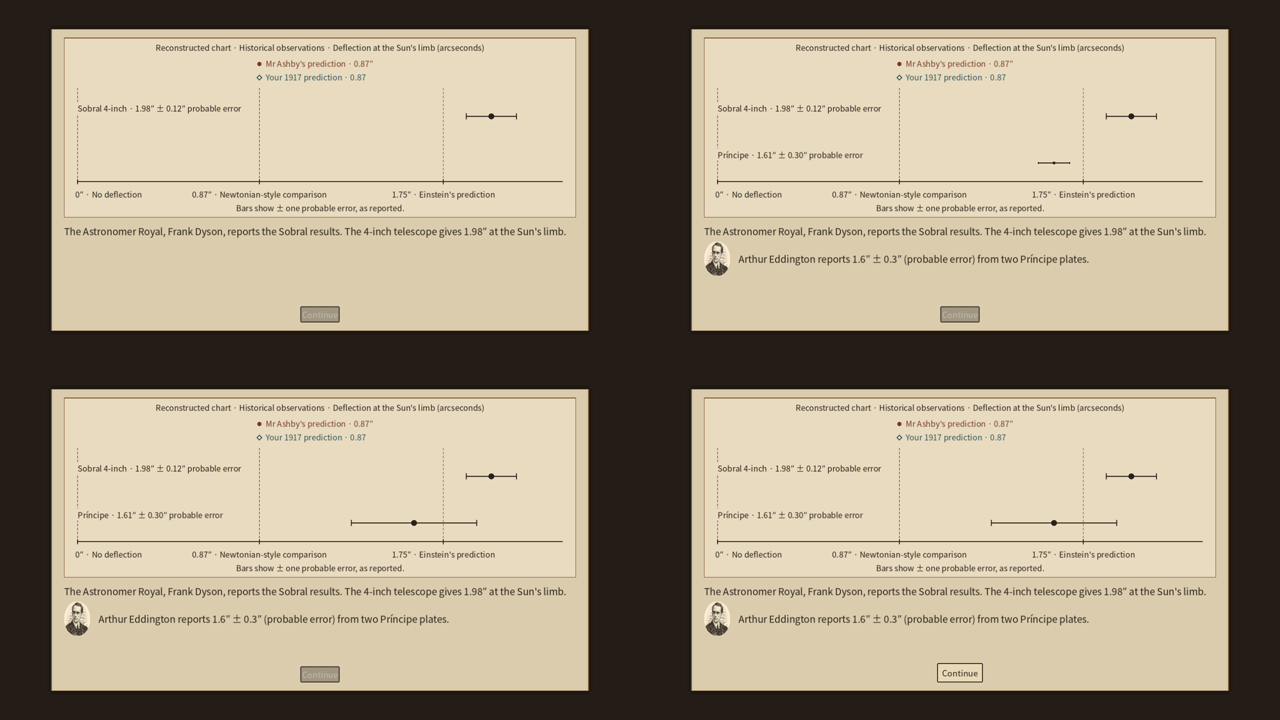 Reconstructed chart · Historical observations · Deflection at the Sun's limb (arcseconds)
Mr Ashby's prediction · 0.87″
Your 1917 prediction · 0.87
Sobral 4-inch · 1.98″ ± 0.12″ probable error
0″ · No deflection
0.87″ · Newtonian-style comparison
1.75″ · Einstein's prediction
Bars show ± one probable error, as reported.
The Astronomer Royal, Frank Dyson, reports the Sobral results. The 4-inch telescope gives 1.98″ at the Sun's limb.
Continue
Reconstructed chart · Historical observations · Deflection at the Sun's limb (arcseconds)
Mr Ashby's prediction · 0.87″
Your 1917 prediction · 0.87
Sobral 4-inch · 1.98″ ± 0.12″ probable error
Príncipe · 1.61″ ± 0.30″ probable error
0″ · No deflection
0.87″ · Newtonian-style comparison
1.75″ · Einstein's prediction
Bars show ± one probable error, as reported.
The Astronomer Royal, Frank Dyson, reports the Sobral results. The 4-inch telescope gives 1.98″ at the Sun's limb.
Arthur Eddington reports 1.6″ ± 0.3″ (probable error) from two Príncipe plates.
Continue
Reconstructed chart · Historical observations · Deflection at the Sun's limb (arcseconds)
Mr Ashby's prediction · 0.87″
Your 1917 prediction · 0.87
Sobral 4-inch · 1.98″ ± 0.12″ probable error
Príncipe · 1.61″ ± 0.30″ probable error
0″ · No deflection
0.87″ · Newtonian-style comparison
1.75″ · Einstein's prediction
Bars show ± one probable error, as reported.
The Astronomer Royal, Frank Dyson, reports the Sobral results. The 4-inch telescope gives 1.98″ at the Sun's limb.
Arthur Eddington reports 1.6″ ± 0.3″ (probable error) from two Príncipe plates.
Continue
Reconstructed chart · Historical observations · Deflection at the Sun's limb (arcseconds)
Mr Ashby's prediction · 0.87″
Your 1917 prediction · 0.87
Sobral 4-inch · 1.98″ ± 0.12″ probable error
Príncipe · 1.61″ ± 0.30″ probable error
0″ · No deflection
0.87″ · Newtonian-style comparison
1.75″ · Einstein's prediction
Bars show ± one probable error, as reported.
The Astronomer Royal, Frank Dyson, reports the Sobral results. The 4-inch telescope gives 1.98″ at the Sun's limb.
Arthur Eddington reports 1.6″ ± 0.3″ (probable error) from two Príncipe plates.
Continue